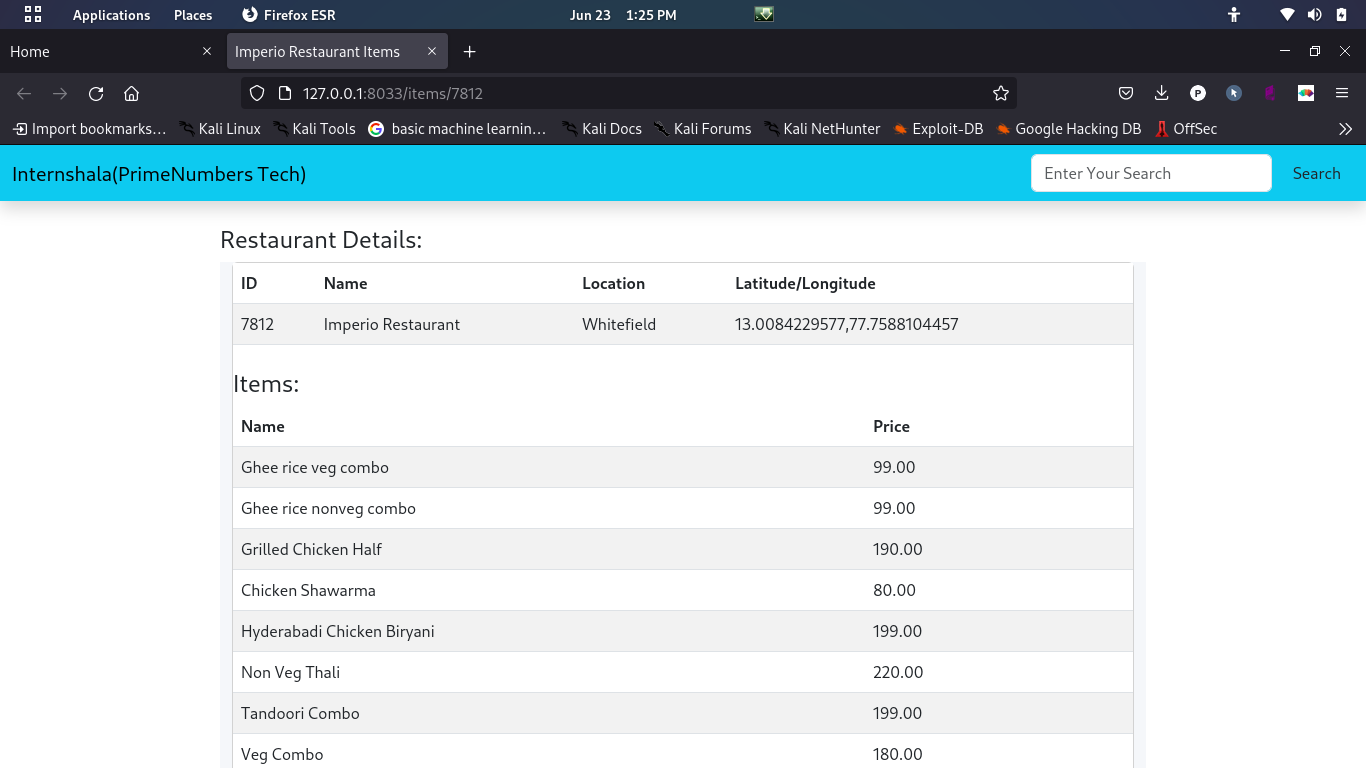 Applications Places Firefox ESR Jun 23 1:25 PM
Home Imperio Restaurant Items
127.0.0.1:8033/items/7812 P
Import bookmarks… Kali Linux Kali Tools G basic machine learnin… Kali Docs Kali Forums Kali NetHunter Exploit-DB Google Hacking DB OffSec
Internshala(PrimeNumbers Tech) Enter Your Search Search
Restaurant Details:
ID Name Location Latitude/Longitude
7812 Imperio Restaurant Whitefield 13.0084229577,77.7588104457
Items:
Name Price
Ghee rice veg combo 99.00
Ghee rice nonveg combo 99.00
Grilled Chicken Half 190.00
Chicken Shawarma 80.00
Hyderabadi Chicken Biryani 199.00
Non Veg Thali 220.00
Tandoori Combo 199.00
Veg Combo 180.00